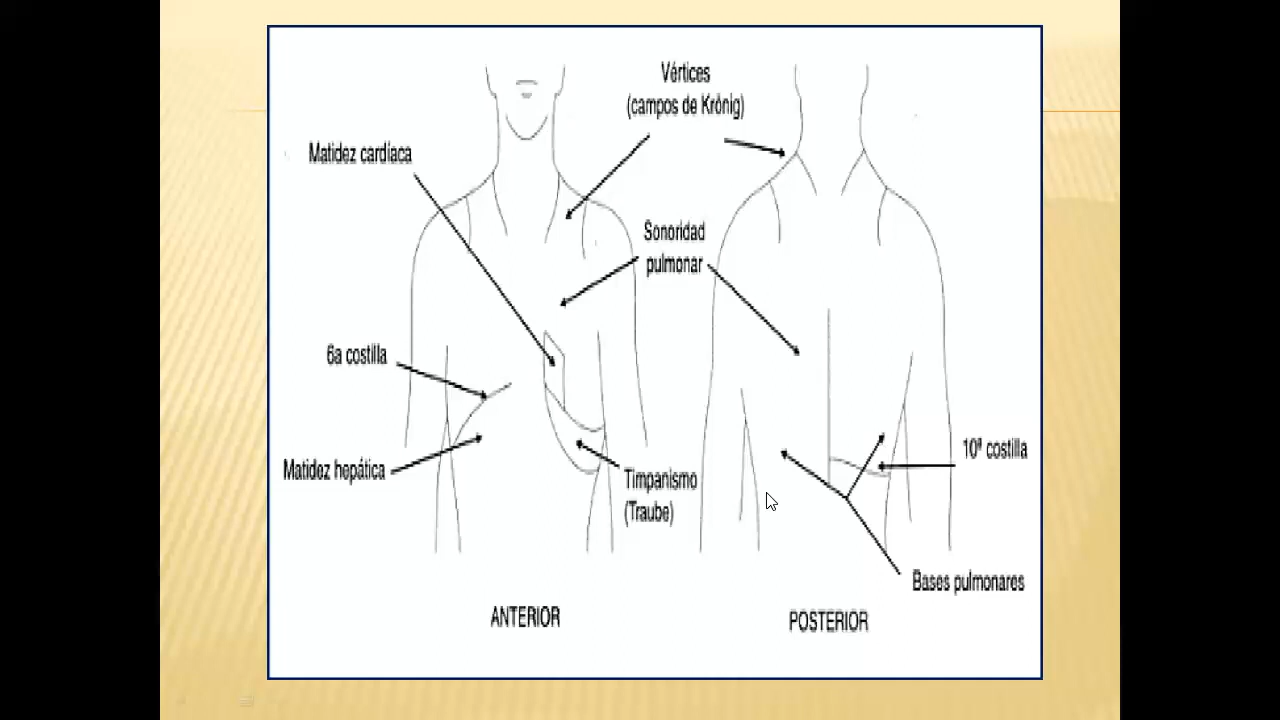 Vértices
(campos de Krönig)
Matidez cardíaca
Sonoridad
pulmonar
6a costilla
Matidez hepática
Timpanismo
(Traube)
10ª costilla
Bases pulmonares
ANTERIOR
POSTERIOR